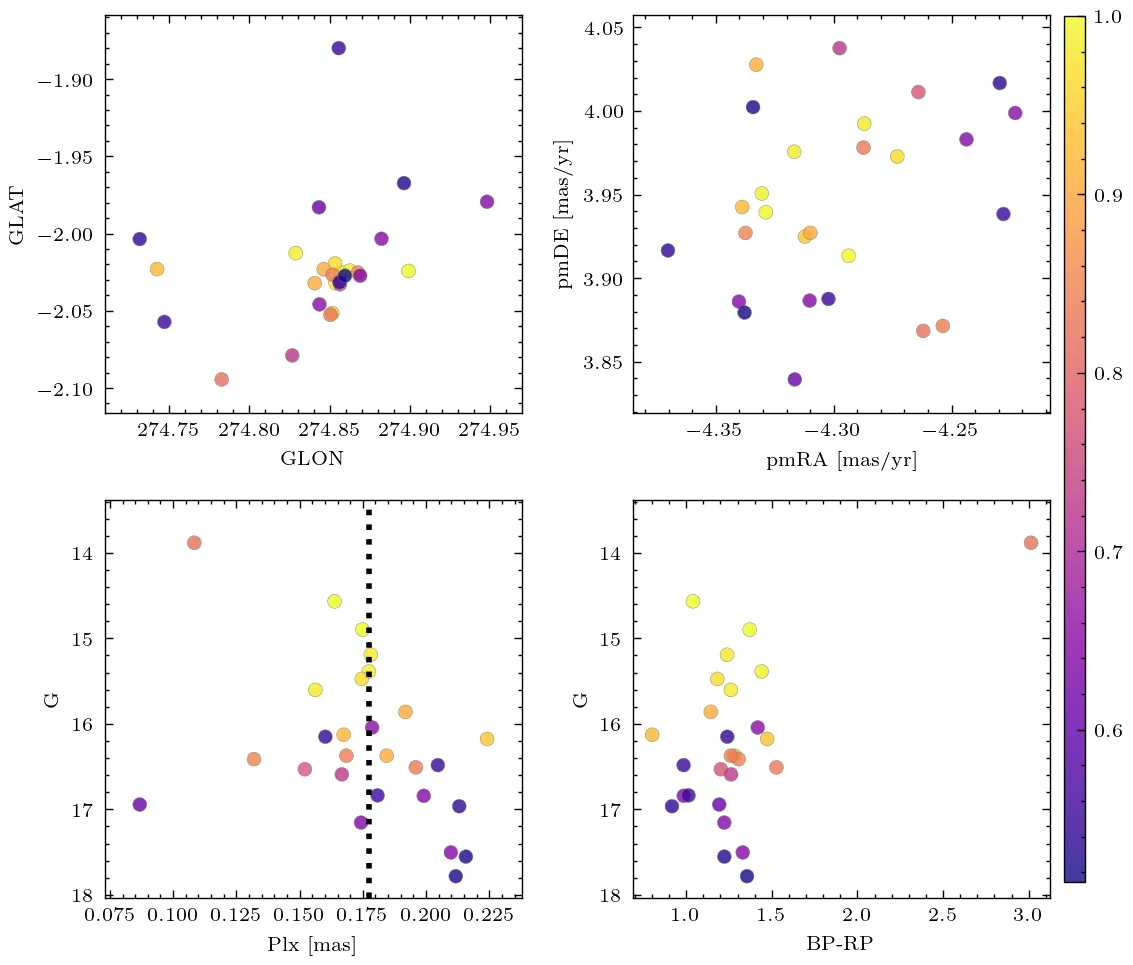 −1.90
−1.95
−2.00
−2.05
−2.10
GLAT
274.75 274.80 274.85 274.90 274.95
GLON
4.05
4.00
3.95
3.90
3.85
pmDE [mas/yr]
−4.35 −4.30 −4.25
pmRA [mas/yr]
14
15
16
17
18
G
0.075 0.100 0.125 0.150 0.175 0.200 0.225
Plx [mas]
14
15
16
17
18
G
1.0 1.5 2.0 2.5 3.0
BP-RP
1.0
0.9
0.8
0.7
0.6